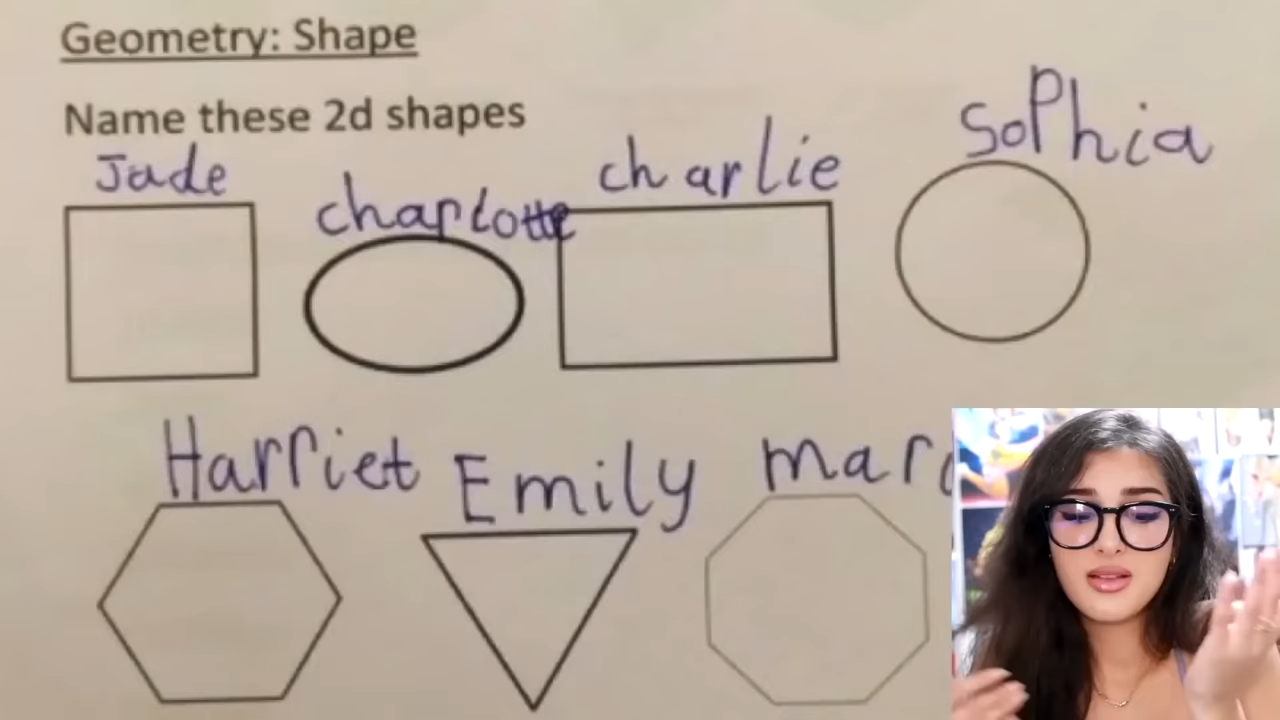 Geometry: Shape
Name these 2d shapes
Jade charlotte charlie Sophia
Harriet Emily